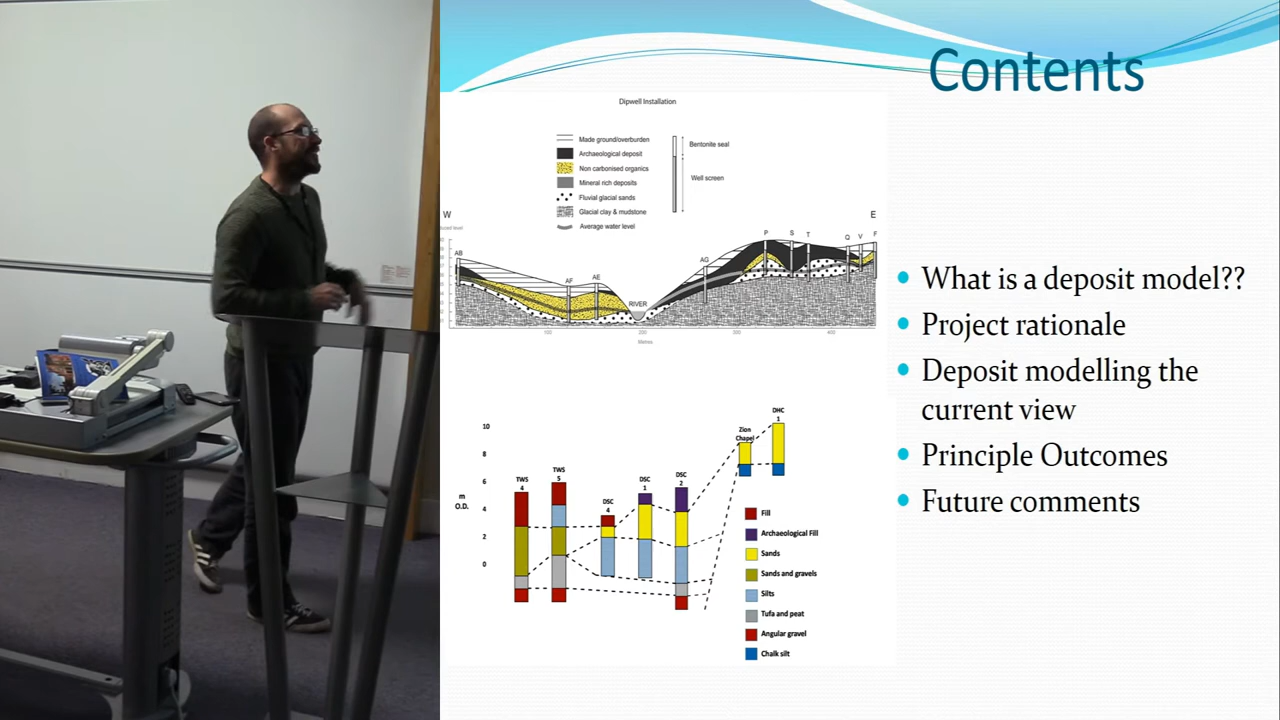 Contents
Dipwell Installation
Made ground/overburden
Archaeological deposit
Non carbonised organics
Mineral rich deposits
Fluvial glacial sands
Glacial clay & mudstone
Average water level
Bentonite seal
Well screen
W
E
AB
AF
AE
RIVER
AG
P
S
T
Q
V
F
100
200
300
400
Metres
What is a deposit model??
Project rationale
Deposit modelling the
current view
Principle Outcomes
Future comments
10
8
6
4
2
0
m
O.D.
TWS
4
TWS
5
DSC
4
DSC
1
DSC
2
Zion
Chapel
DHC
1
Fill
Archaeological Fill
Sands
Sands and gravels
Silts
Tufa and peat
Angular gravel
Chalk silt